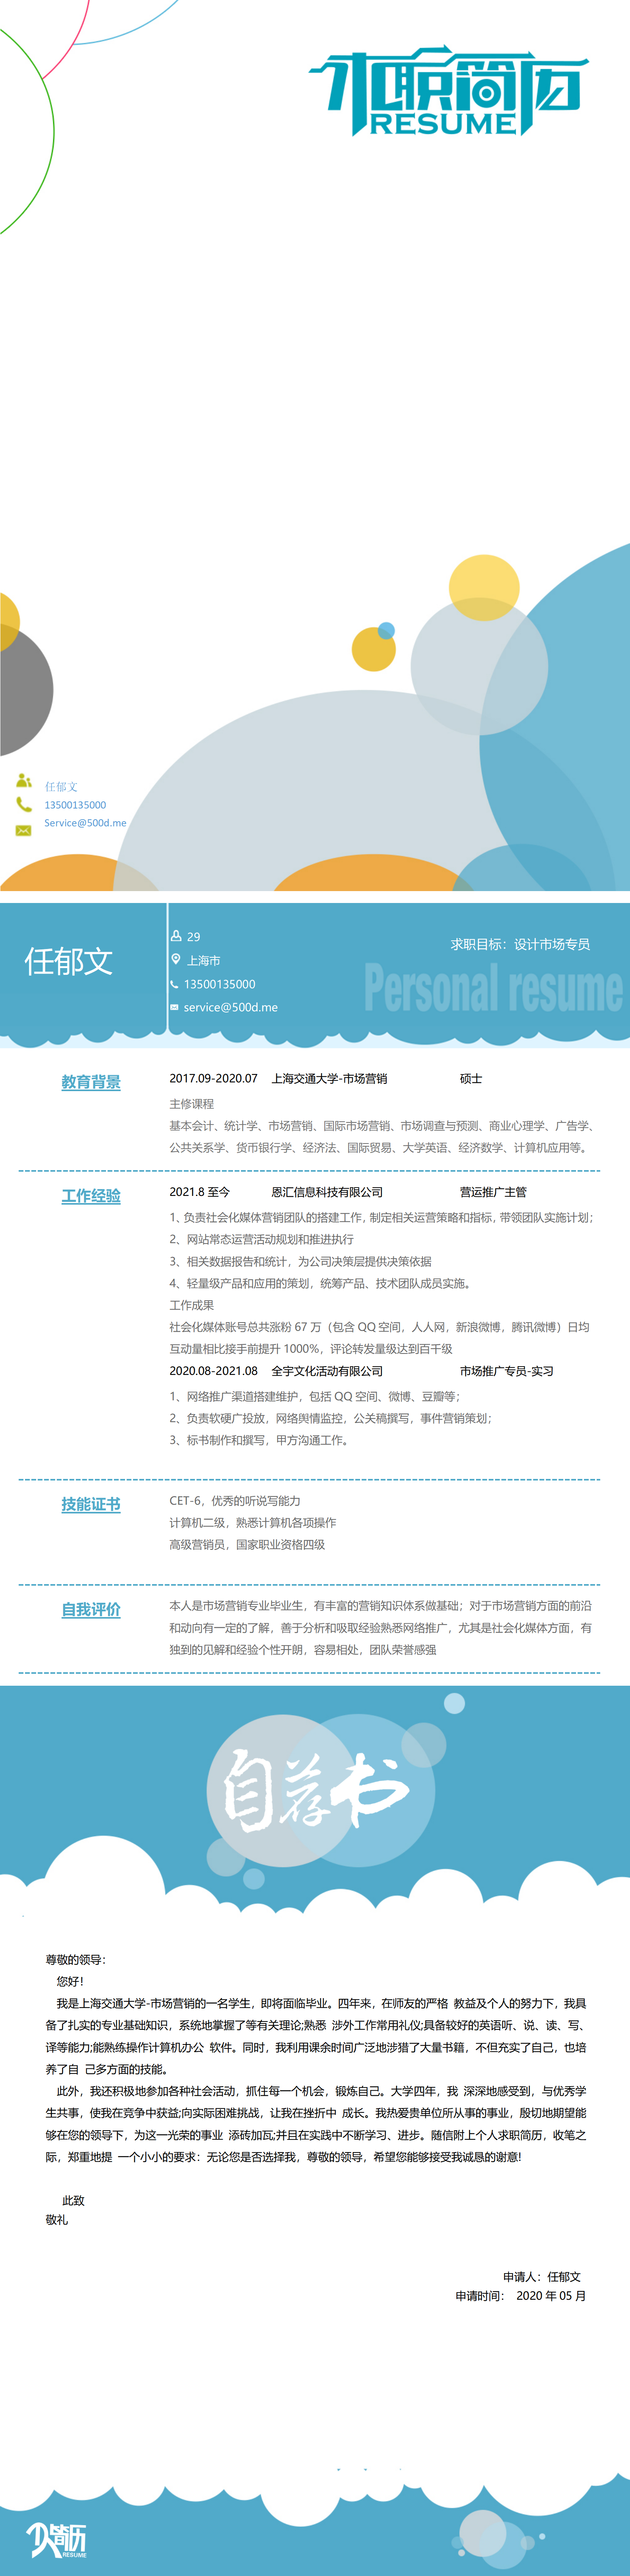 求职简历
RESUME
任郁文
13500135000
Service@500d.me
任郁文
29
上海市
13500135000
service@500d.me
求职目标：设计市场专员
Personal resume
教育背景
2017.09-2020.07 上海交通大学-市场营销 硕士
主修课程
基本会计、统计学、市场营销、国际市场营销、市场调查与预测、商业心理学、广告学、
公共关系学、货币银行学、经济法、国际贸易、大学英语、经济数学、计算机应用等。
工作经验
2021.8 至今 恩汇信息科技有限公司 营运推广主管
1、负责社会化媒体营销团队的搭建工作，制定相关运营策略和指标，带领团队实施计划；
2、网站常态运营活动规划和推进执行
3、相关数据报告和统计，为公司决策层提供决策依据
4、轻量级产品和应用的策划，统筹产品、技术团队成员实施。
工作成果
社会化媒体账号总共涨粉 67 万（包含 QQ 空间，人人网，新浪微博，腾讯微博）日均
互动量相比接手前提升 1000%，评论转发量级达到百千级
2020.08-2021.08 全宇文化活动有限公司 市场推广专员-实习
1、网络推广渠道搭建维护，包括 QQ 空间、微博、豆瓣等；
2、负责软硬广投放，网络舆情监控，公关稿撰写，事件营销策划；
3、标书制作和撰写，甲方沟通工作。
技能证书
CET-6，优秀的听说写能力
计算机二级，熟悉计算机各项操作
高级营销员，国家职业资格四级
自我评价
本人是市场营销专业毕业生，有丰富的营销知识体系做基础；对于市场营销方面的前沿
和动向有一定的了解，善于分析和吸取经验熟悉网络推广，尤其是社会化媒体方面，有
独到的见解和经验个性开朗，容易相处，团队荣誉感强
自荐书
尊敬的领导：
您好！
我是上海交通大学-市场营销的一名学生，即将面临毕业。四年来，在师友的严格 教益及个人的努力下，我具
备了扎实的专业基础知识，系统地掌握了等有关理论;熟悉 涉外工作常用礼仪;具备较好的英语听、说、读、写、
译等能力;能熟练操作计算机办公 软件。同时，我利用课余时间广泛地涉猎了大量书籍，不但充实了自己，也培
养了自 己多方面的技能。
此外，我还积极地参加各种社会活动，抓住每一个机会，锻炼自己。大学四年，我 深深地感受到，与优秀学
生共事，使我在竞争中获益;向实际困难挑战，让我在挫折中 成长。我热爱贵单位所从事的事业，殷切地期望能
够在您的领导下，为这一光荣的事业 添砖加瓦;并且在实践中不断学习、进步。随信附上个人求职简历，收笔之
际，郑重地提 一个小小的要求：无论您是否选择我，尊敬的领导，希望您能够接受我诚恳的谢意!
此致
敬礼
申请人：任郁文
申请时间： 2020 年 05 月
RESUME